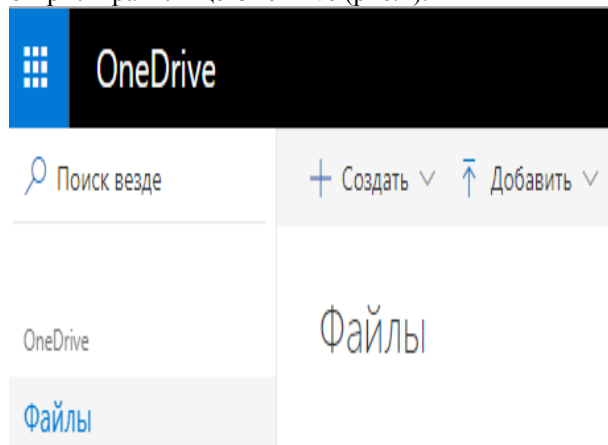 OneDrive
Поиск везде
Создать
Добавить
OneDrive
Файлы
Файлы